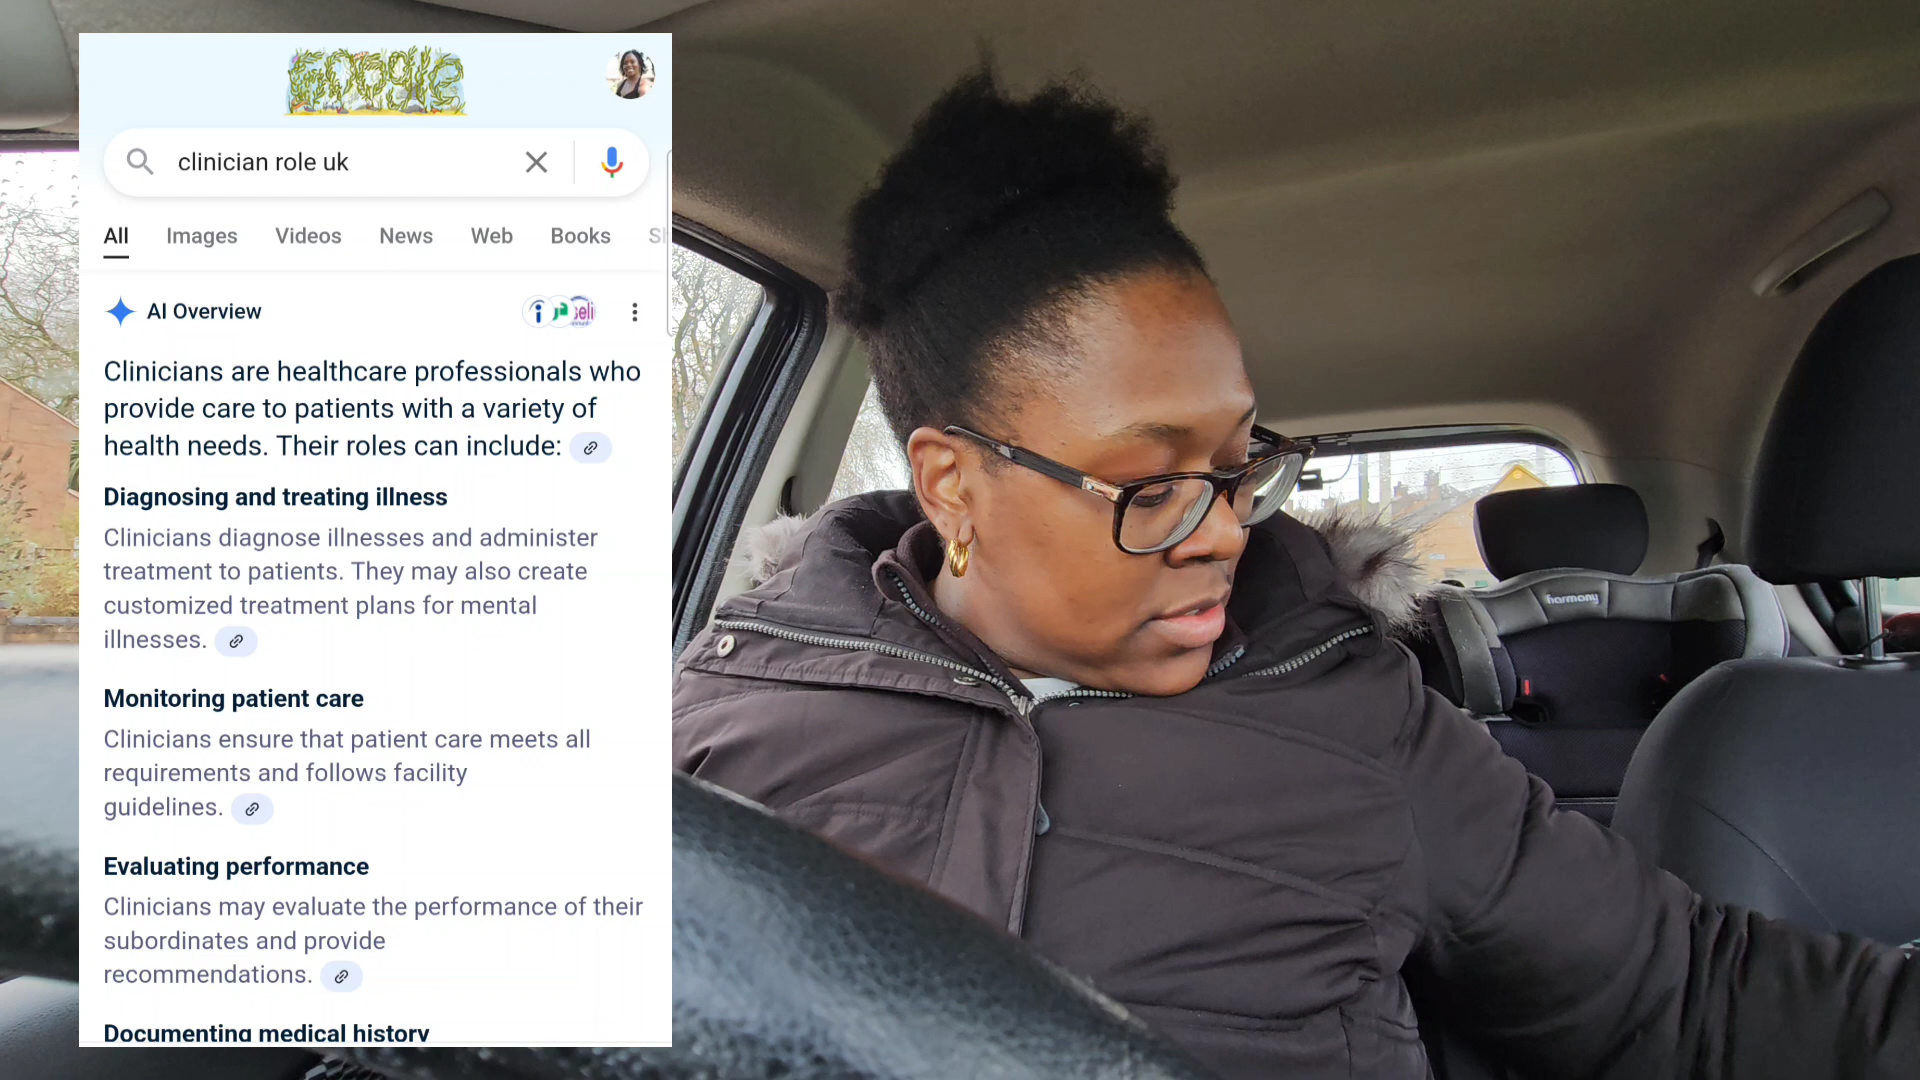 Google
clinician role uk
All Images Videos News Web Books
AI Overview
seli
Clinicians are healthcare professionals who
provide care to patients with a variety of
health needs. Their roles can include:
Diagnosing and treating illness
Clinicians diagnose illnesses and administer
treatment to patients. They may also create
customized treatment plans for mental
illnesses.
Monitoring patient care
Clinicians ensure that patient care meets all
requirements and follows facility
guidelines.
Evaluating performance
Clinicians may evaluate the performance of their
subordinates and provide
recommendations.
Documenting medical history
harmony